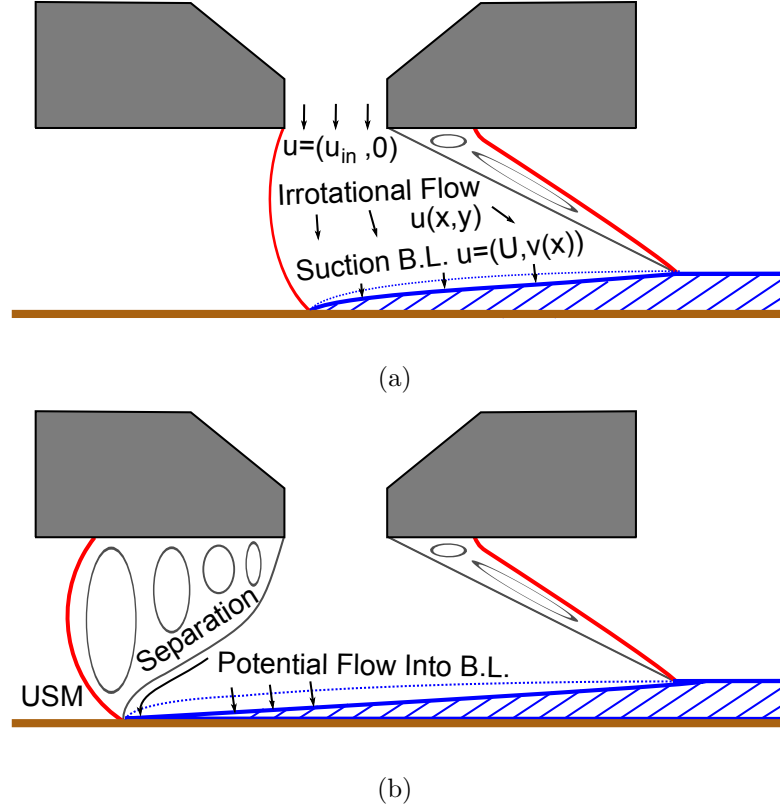 u=(u_in ,0)
Irrotational Flow
u(x,y)
Suction B.L. u=(U,v(x))
(a)
Separation
Potential Flow Into B.L.
USM
(b)